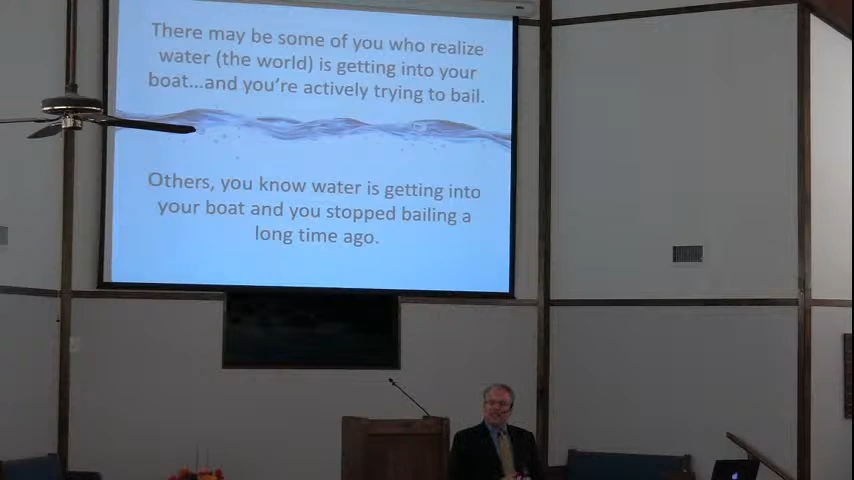 There may be some of you who realize
water (the world) is getting into your
boat...and you're actively trying to bail.
Others, you know water is getting into
your boat and you stopped bailing a
long time ago.